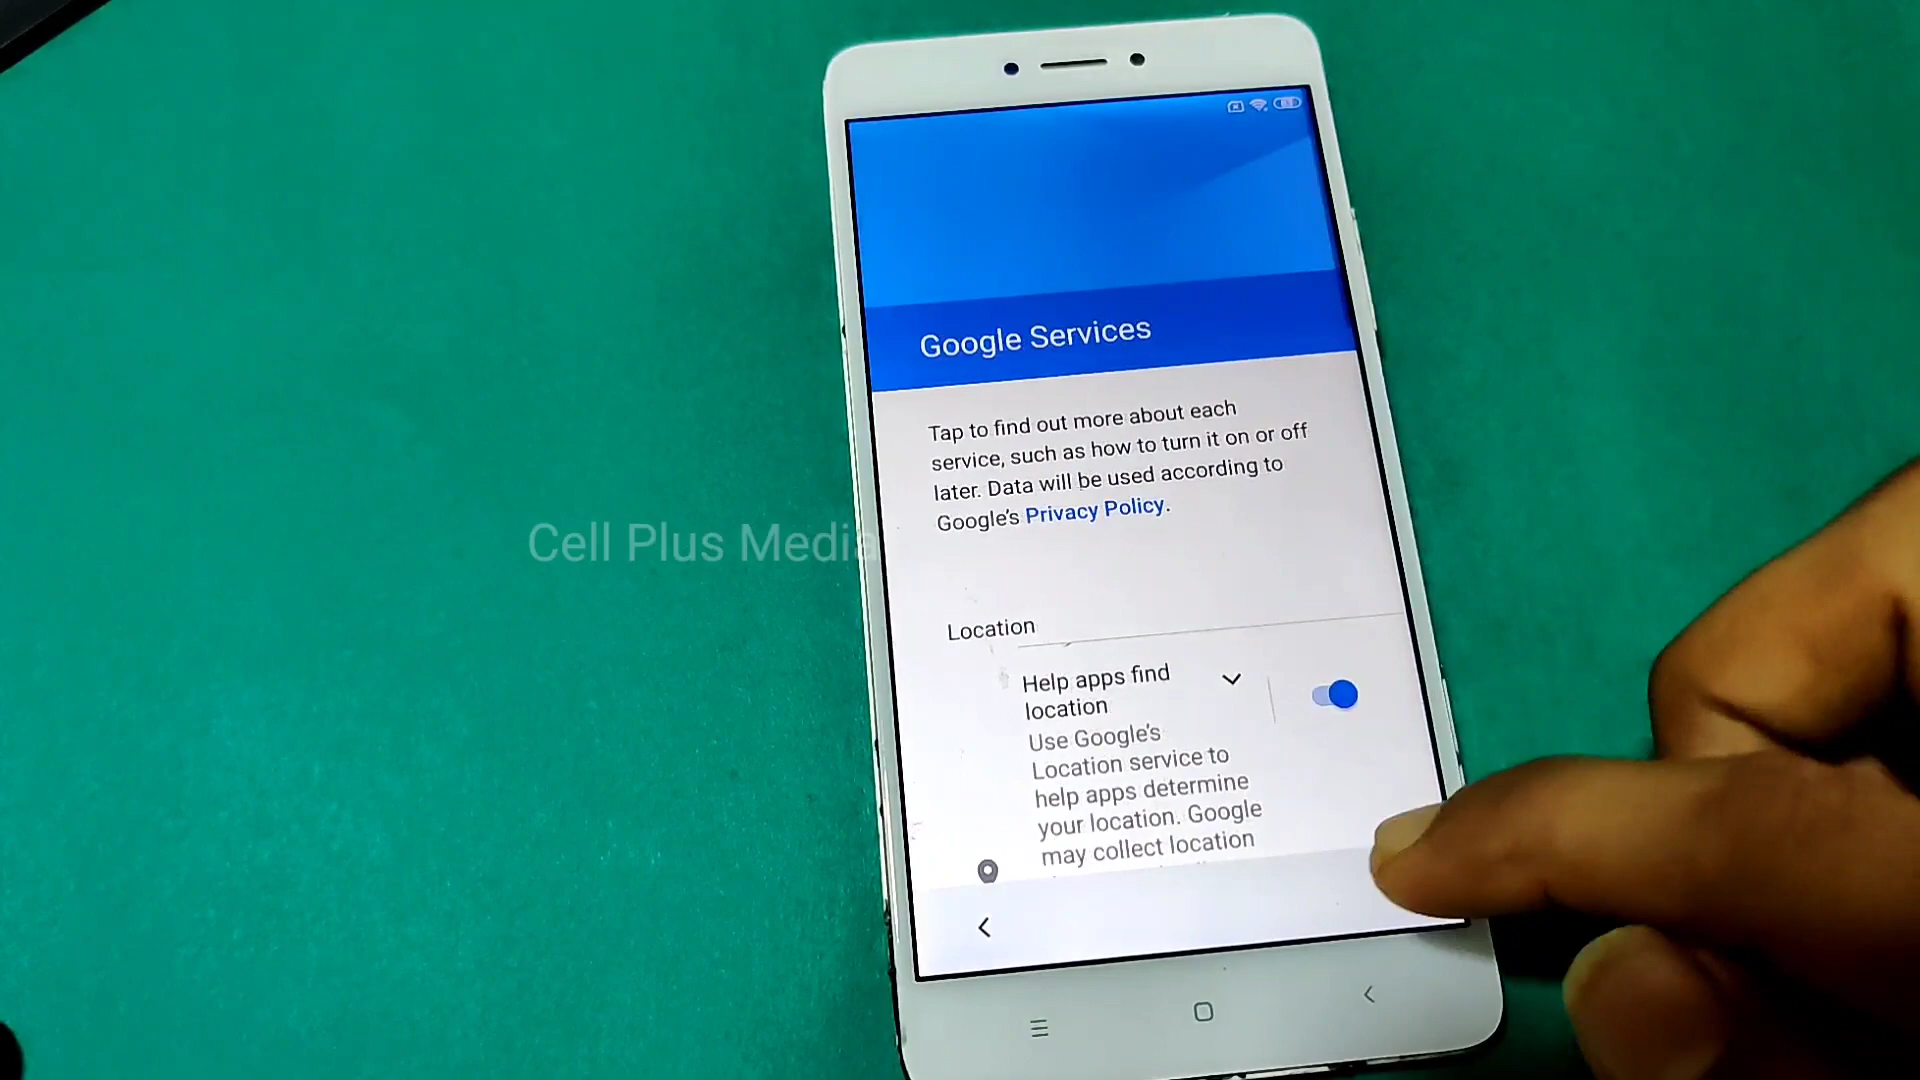 Google Services
Tap to find out more about each
service, such as how to turn it on or off
later. Data will be used according to
Google's Privacy Policy.
Cell Plus Media
Location
Help apps find
location
Use Google's
Location service to
help apps determine
your location. Google
may collect location